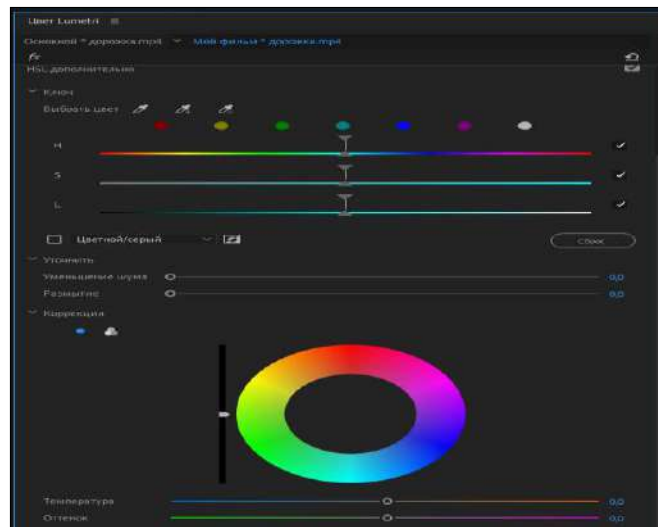 Цвет Lumetri
Основной * дорожка.mp4 Мой фильм * дорожка.mp4
fx
HSL дополнительно
Ключ
Выбрать цвет
H
S
L
Цветной/серый Сброс
Уточнить
Уменьшение шума 0,0
Размытие 0,0
Коррекция
Температура 0,0
Оттенок 0,0